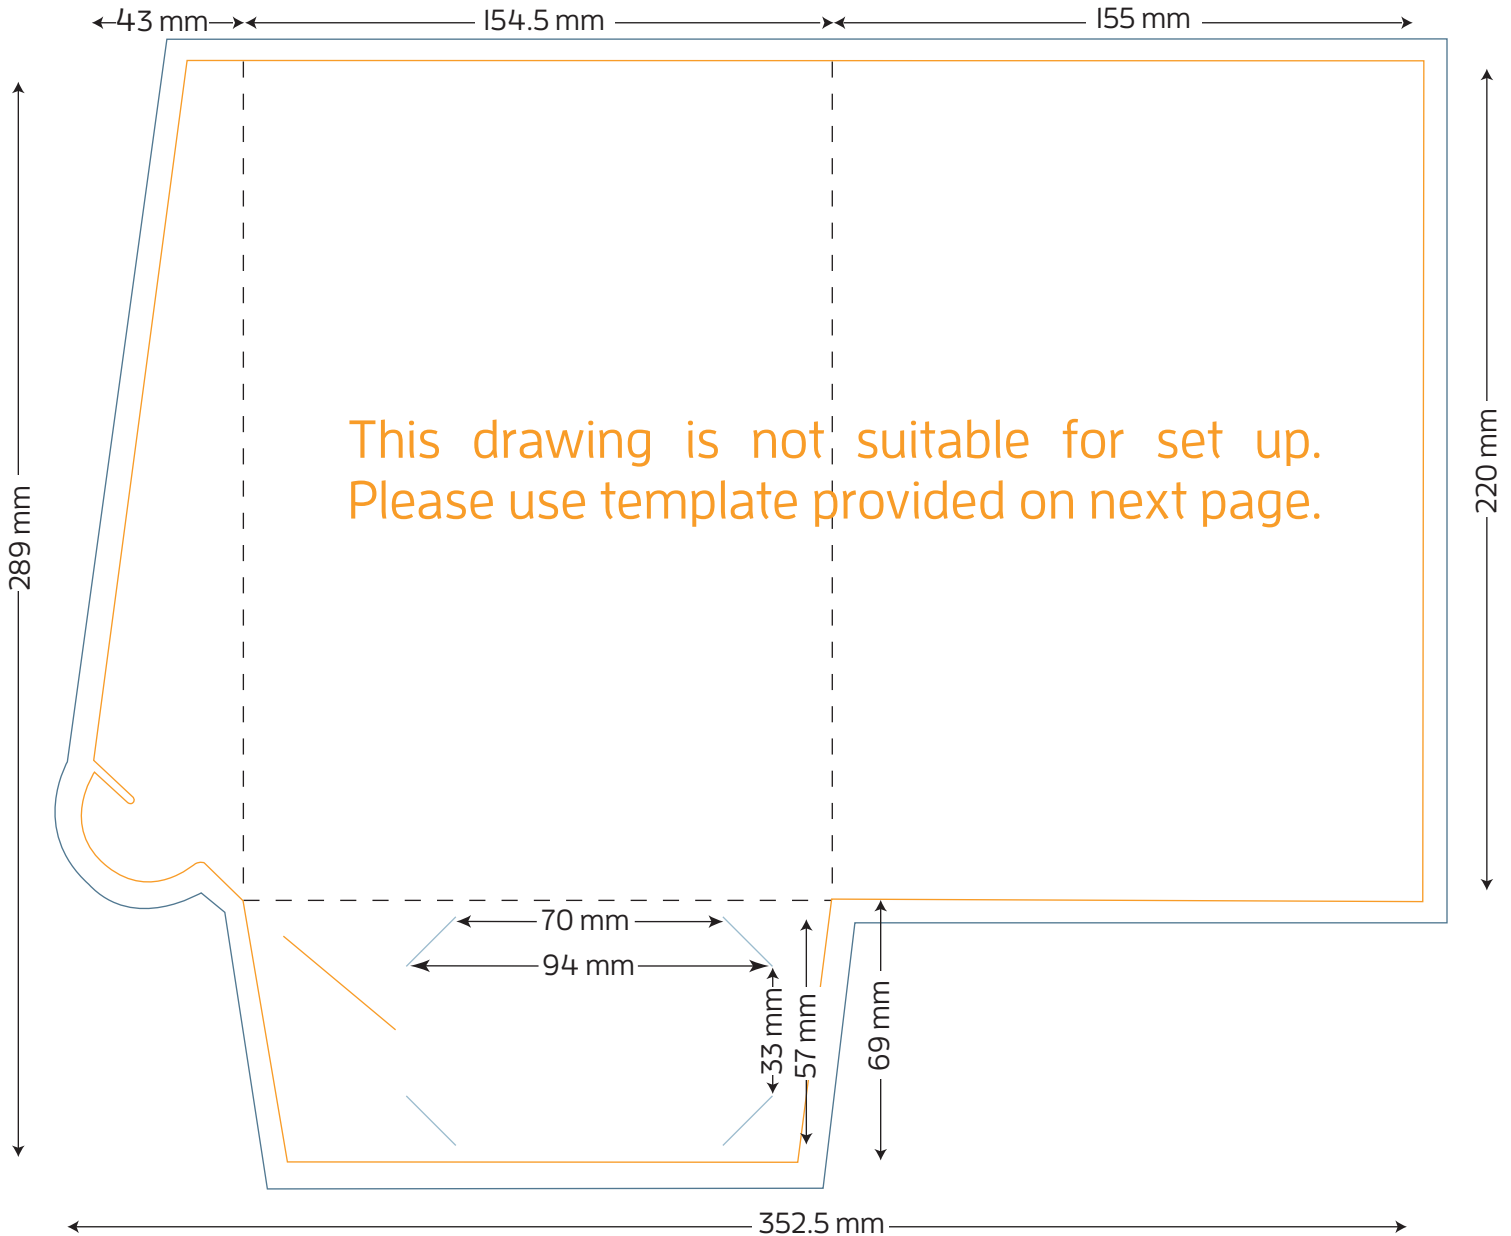 43 mm
154.5 mm
155 mm
This drawing is not suitable for set up.
Please use template provided on next page.
289 mm
220 mm
70 mm
94 mm
33 mm
57 mm
69 mm
352.5 mm